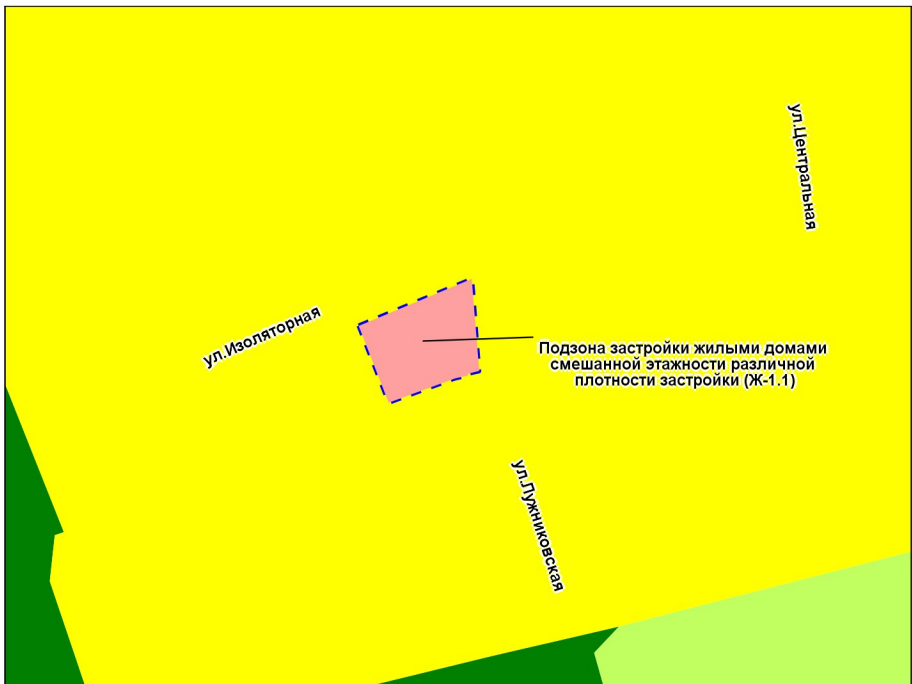 ул.Центральная
ул.Изоляторная
Подзона застройки жилыми домами
смешанной этажности различной
плотности застройки (Ж-1.1)
ул.Лужниковская